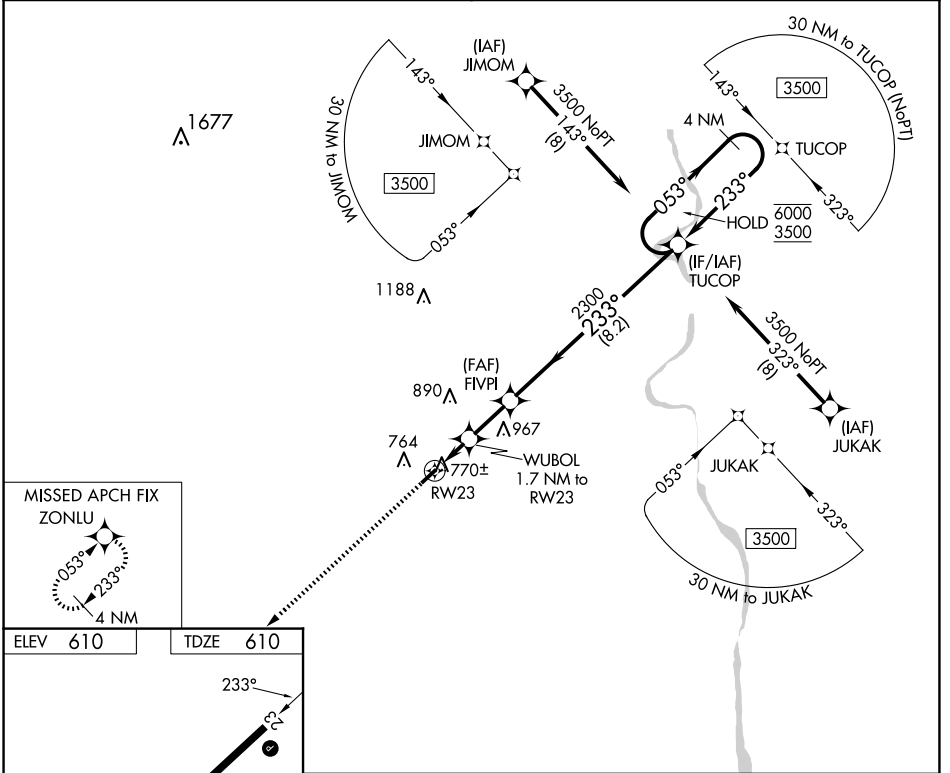 1677
30 NM to JIMOM
143°
JIMOM
3500
053°
(IAF)
JIMOM
3500 NoPT
143°
(8)
30 NM to TUCOP (NoPT)
3500
143°
TUCOP
323°
4 NM
053°
233°
HOLD
6000
3500
(IF/IAF)
TUCOP
1188
2300
233°
(8.2)
3500 NoPT
323°
(8)
(IAF)
JUKAK
(FAF)
FIVPI
890
967
764
770±
RW23
WUBOL
1.7 NM to
RW23
JUKAK
053°
323°
3500
30 NM to JUKAK
MISSED APCH FIX
ZONLU
053°
233°
4 NM
ELEV 610
TDZE 610
233°
23
P